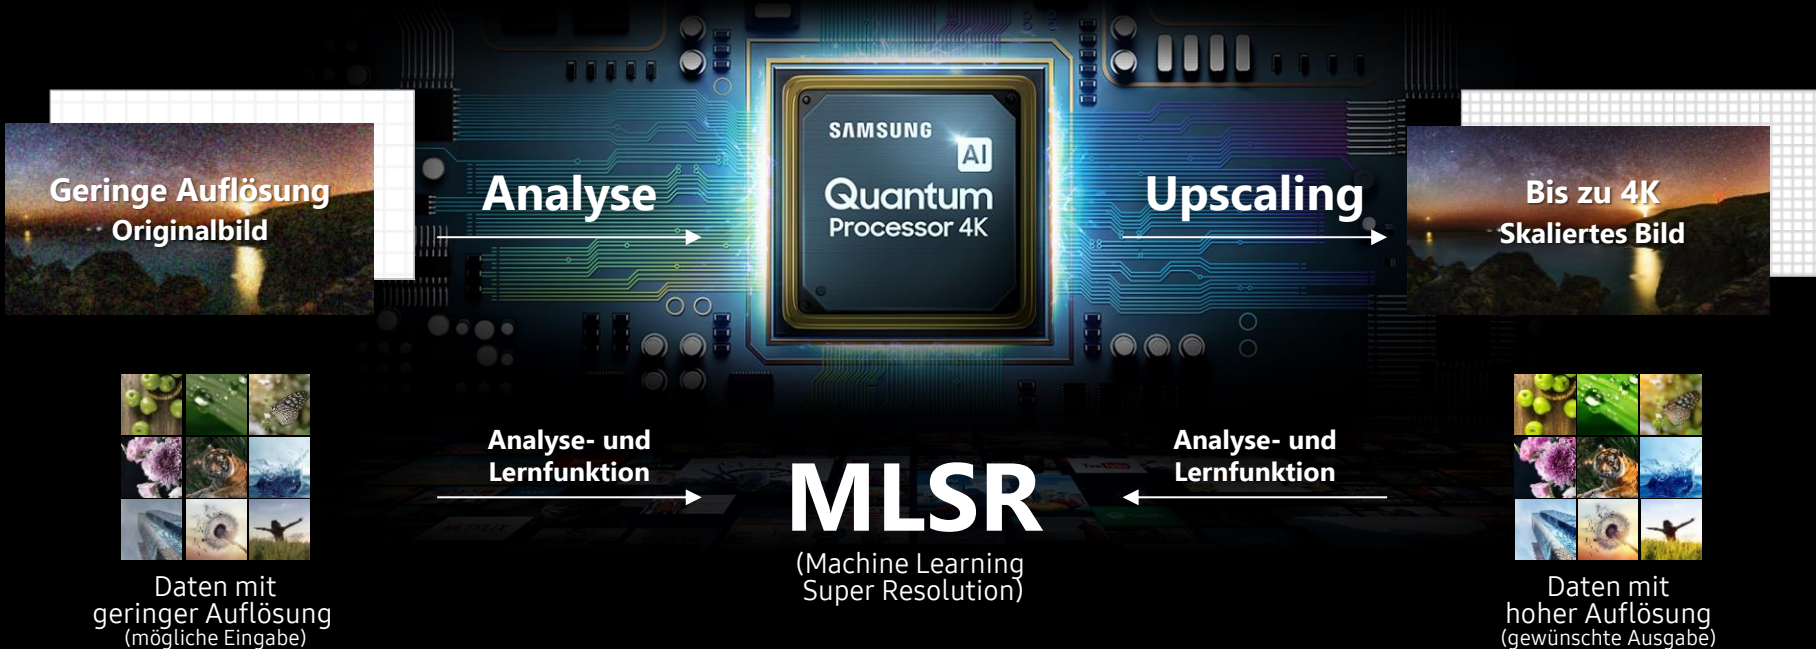 SAMSUNG
AI
Quantum
Processor 4K
Geringe Auflösung
Originalbild
Analyse
Upscaling
Bis zu 4K
Skaliertes Bild
Analyse- und
Lernfunktion
MLSR
(Machine Learning
Super Resolution)
Analyse- und
Lernfunktion
Daten mit
geringer Auflösung
(mögliche Eingabe)
Daten mit
hoher Auflösung
(gewünschte Ausgabe)
NETFLIX
YouTube